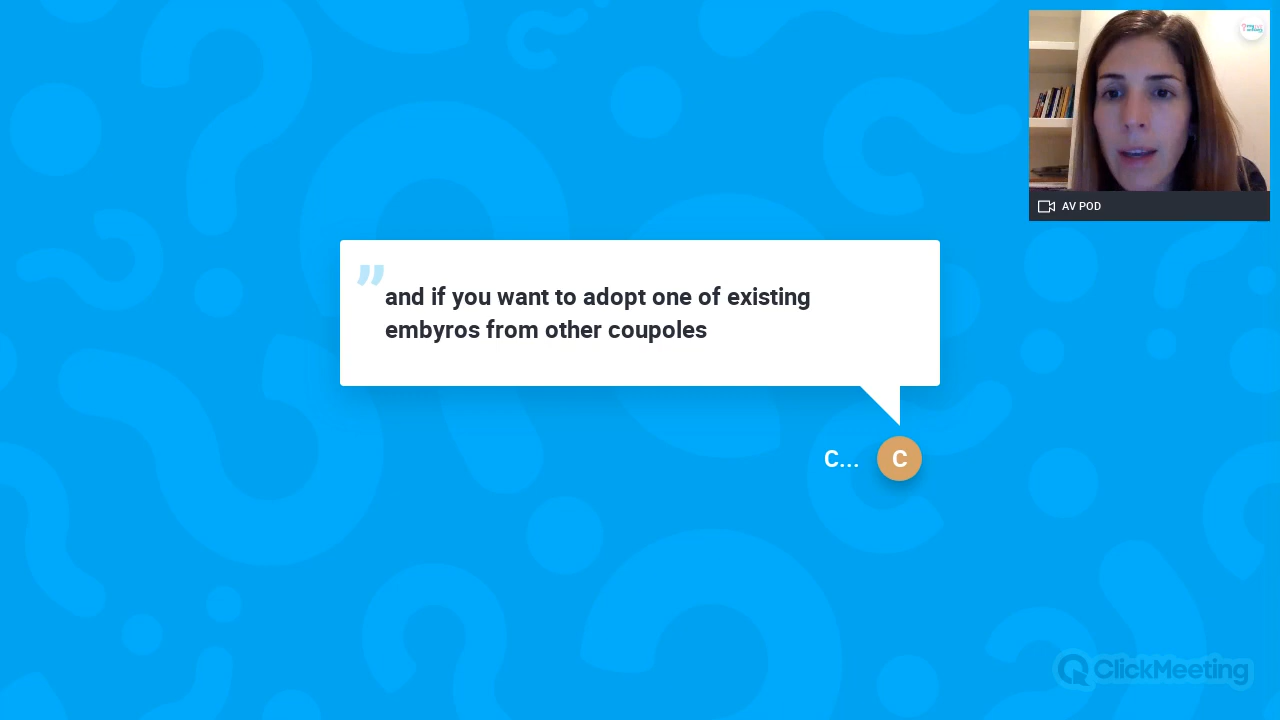 AV POD
”
and if you want to adopt one of existing
embyros from other coupoles
C... C
ClickMeeting